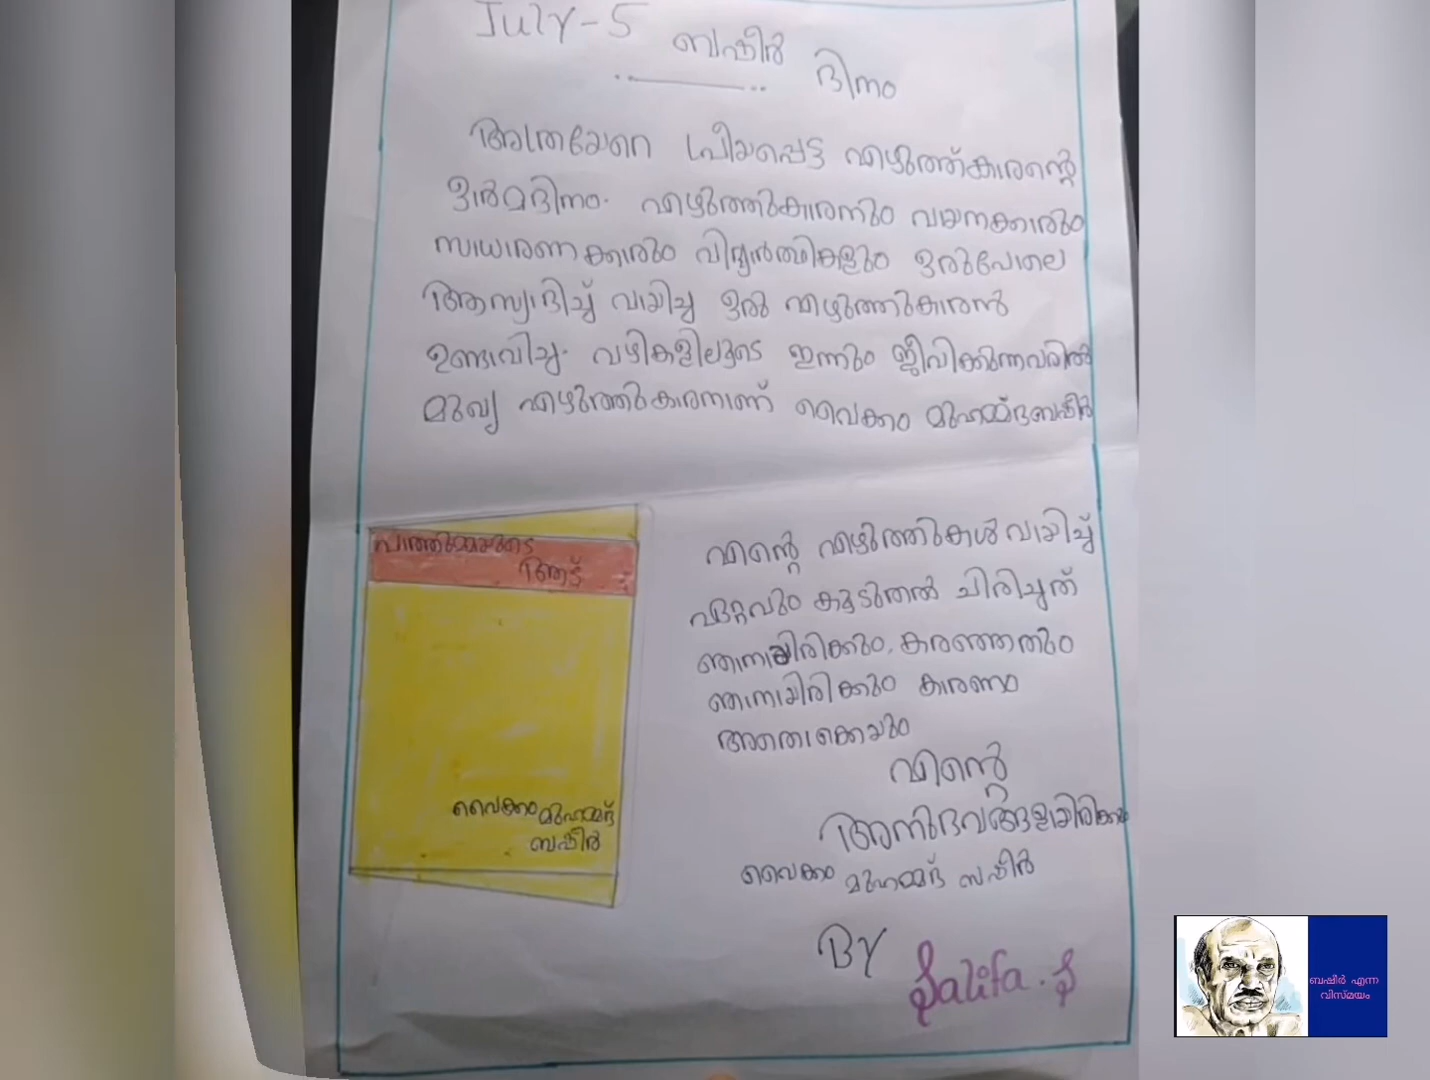 July - 5 ബഷീർ ദിനം
അത്രയേറെ പ്രീയപ്പെട്ട എഴുത്ത്കാരന്റെ
ഓർമദിനം. എഴുത്തുകാരനും വായനക്കാരും
സാധാരണക്കാരും വിദ്യർത്ഥികളും ഒരുപോലെ
ആസ്വദിച്ച് വായിച്ച ഒരു എഴുത്തുകാരൻ
വഴികളിലൂടെ ഇന്നും ജീവിക്കുന്നവരിൽ
മുഖ്യ എഴുത്തുകാരനാണ് വൈക്കം മുഹമ്മദ്ബഷീർ
പാത്തുമ്മയുടെ
ആട്
വൈക്കം മുഹമ്മദ്
ബഷീർ
എന്റെ എഴുത്തുകൾ വായിച്ച്
ഏറ്റവും കൂടുതൽ ചിരിച്ചത്
ഞാനായിരിക്കും. കരഞ്ഞതും
ഞാനായിരിക്കും കാരണം
അതൊക്കെയും
എന്റെ
അനുഭവങ്ങളായിരിക്കും
വൈക്കം മുഹമ്മദ് ബഷീർ
BY Salifa. S
ബഷീർ എന്ന
വിസ്മയം